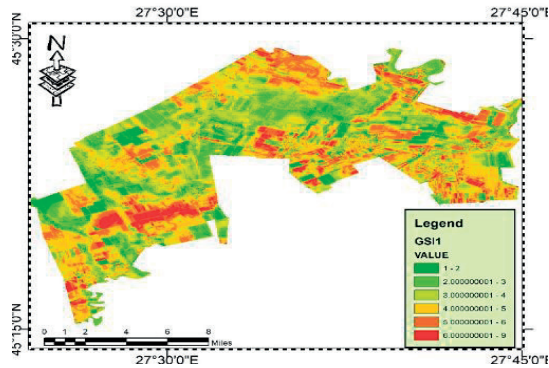 27°30'0"E 27°45'0"E
45°30'0"N
N
Legend
GSI1
VALUE
1 - 2
2.000000001 - 3
3.000000001 - 4
4.000000001 - 5
5.000000001 - 6
6.000000001 - 9
45°15'0"N
0 1 2 4 6 8
Miles
27°30'0"E 27°45'0"E